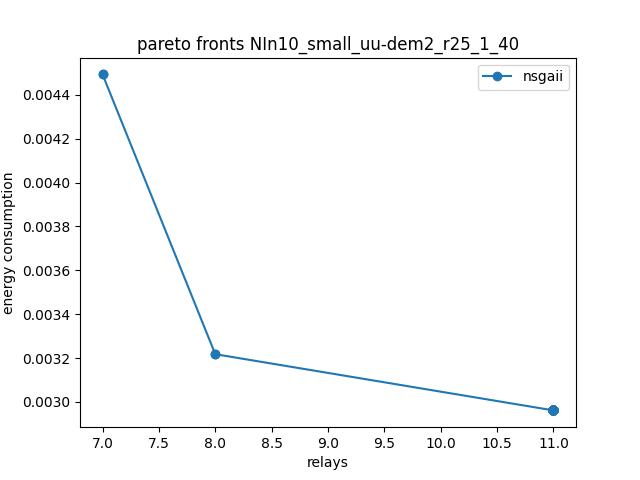 pareto fronts NIn10_small_uu-dem2_r25_1_40
nsgaii
energy consumption
0.0044
0.0042
0.0040
0.0038
0.0036
0.0034
0.0032
0.0030
7.0 7.5 8.0 8.5 9.0 9.5 10.0 10.5 11.0
relays